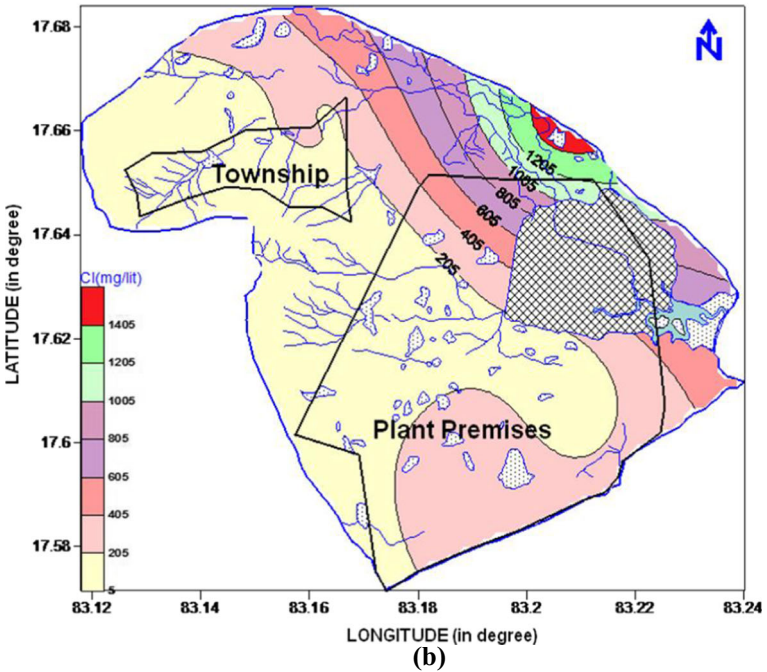 17.68
17.66
17.64
17.62
17.6
17.58
LATITUDE (in degree)
N
Township
1205
1005
805
605
405
205
Cl(mg/lit)
1405
1205
1005
805
605
405
205
5
Plant Premises
83.12 83.14 83.16 83.18 83.2 83.22 83.24
LONGITUDE (in degree)
(b)